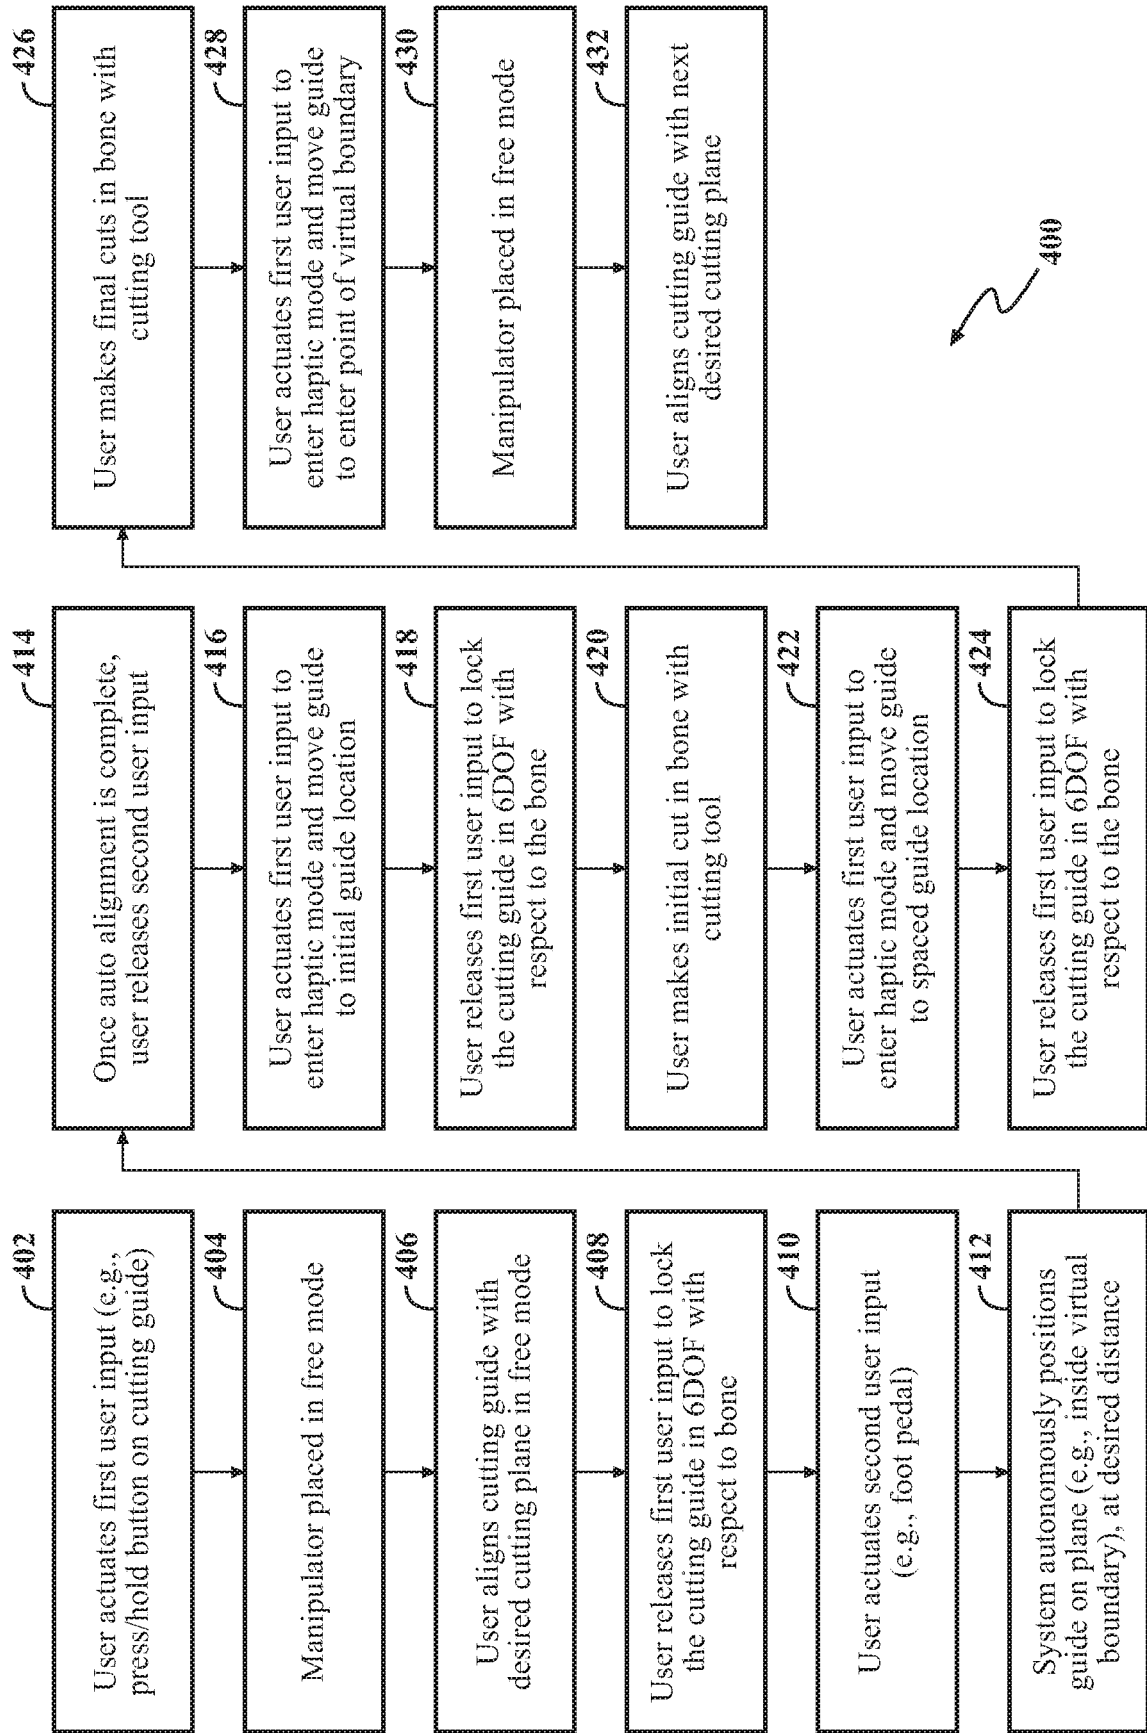 402
User actuates first user input (e.g.,
press/hold button on cutting guide)
404
Manipulator placed in free mode
406
User aligns cutting guide with
desired cutting plane in free mode
408
User releases first user input to lock
the cutting guide in 6DOF with
respect to bone
410
User actuates second user input
(e.g., foot pedal)
412
System autonomously positions
guide on plane (e.g., inside virtual
boundary), at desired distance
414
Once auto alignment is complete,
user releases second user input
416
User actuates first user input to
enter haptic mode and move guide
to initial guide location
418
User releases first user input to lock
the cutting guide in 6DOF with
respect to the bone
420
User makes initial cut in bone with
cutting tool
422
User actuates first user input to
enter haptic mode and move guide
to spaced guide location
424
User releases first user input to lock
the cutting guide in 6DOF with
respect to the bone
426
User makes final cuts in bone with
cutting tool
428
User actuates first user input to
enter haptic mode and move guide
to enter point of virtual boundary
430
Manipulator placed in free mode
432
User aligns cutting guide with next
desired cutting plane
400